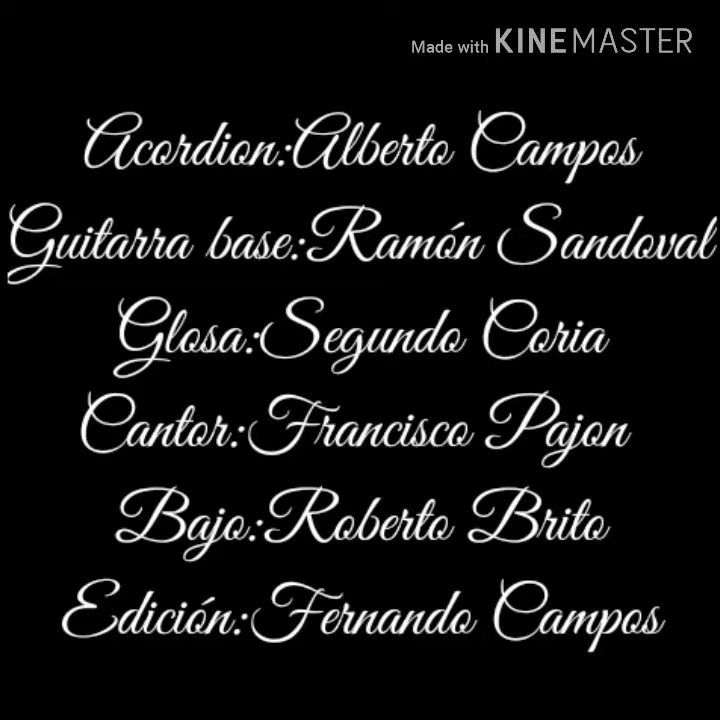 Made with KINEMASTER
Acordion:Alberto Campos
Guitarra base:Ramón Sandoval
Glosa:Segundo Coria
Cantor:Francisco Pajon
Bajo:Roberto Brito
Edición:Fernando Campos